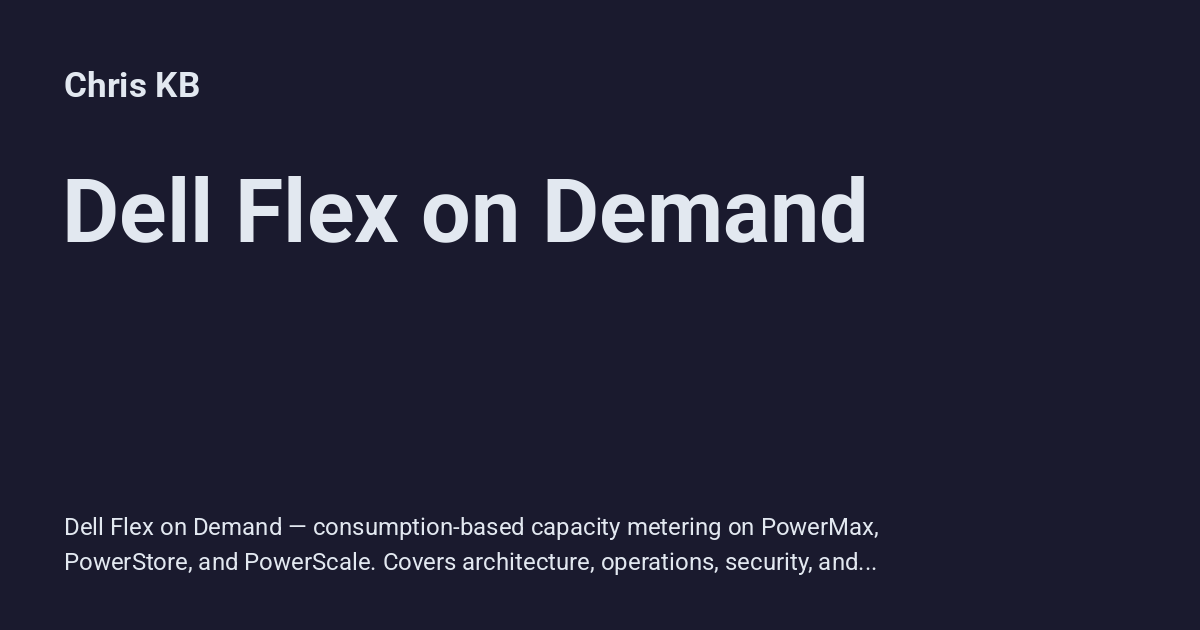 Chris KB
Dell Flex on Demand
Dell Flex on Demand — consumption-based capacity metering on PowerMax,
PowerStore, and PowerScale. Covers architecture, operations, security, and...